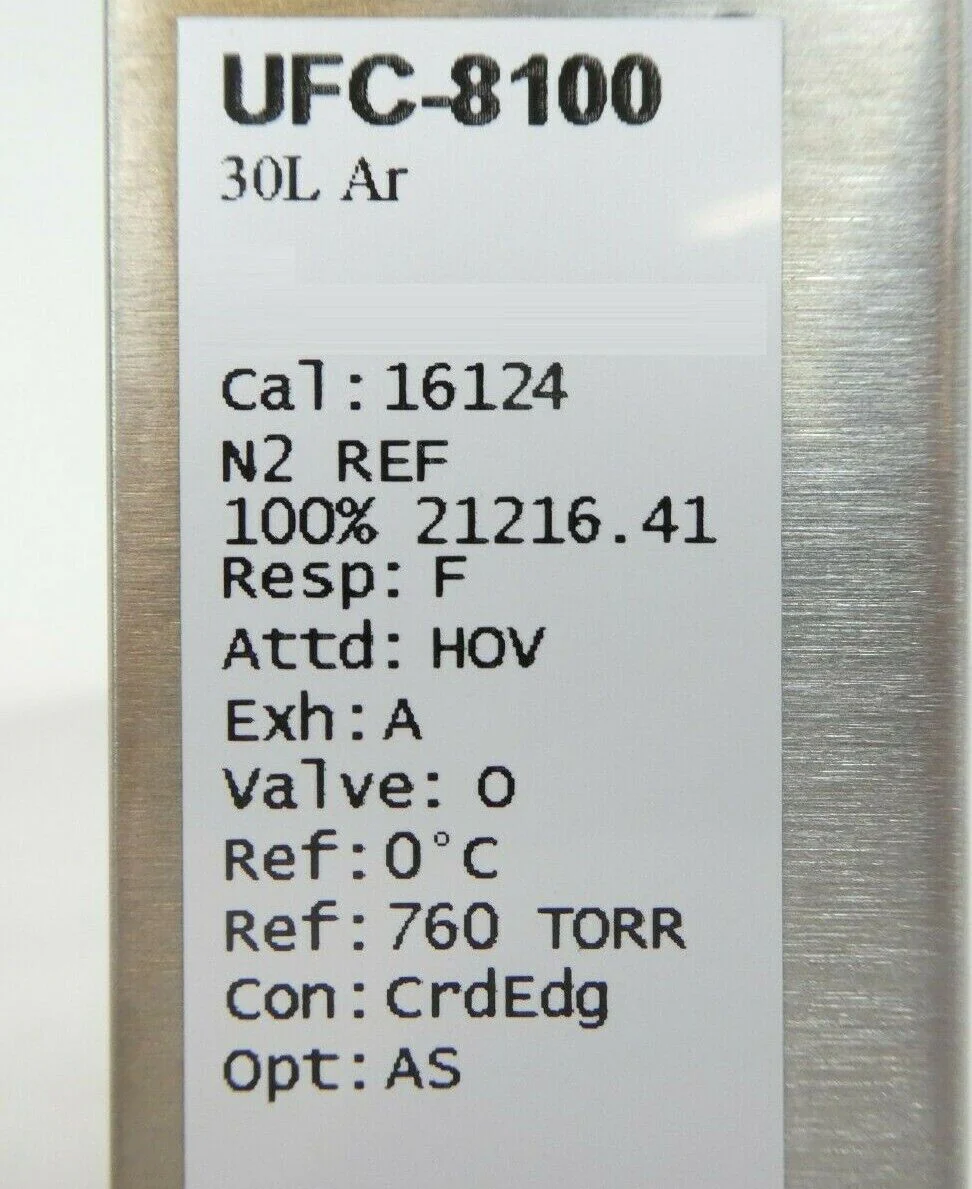 UFC-8100
30L Ar
Cal:16124
N2 REF
100% 21216.41
Resp: F
Attd: HOV
Exh:A
Valve: O
Ref:0°C
Ref:760 TORR
Con:CrdEdg
Opt:AS